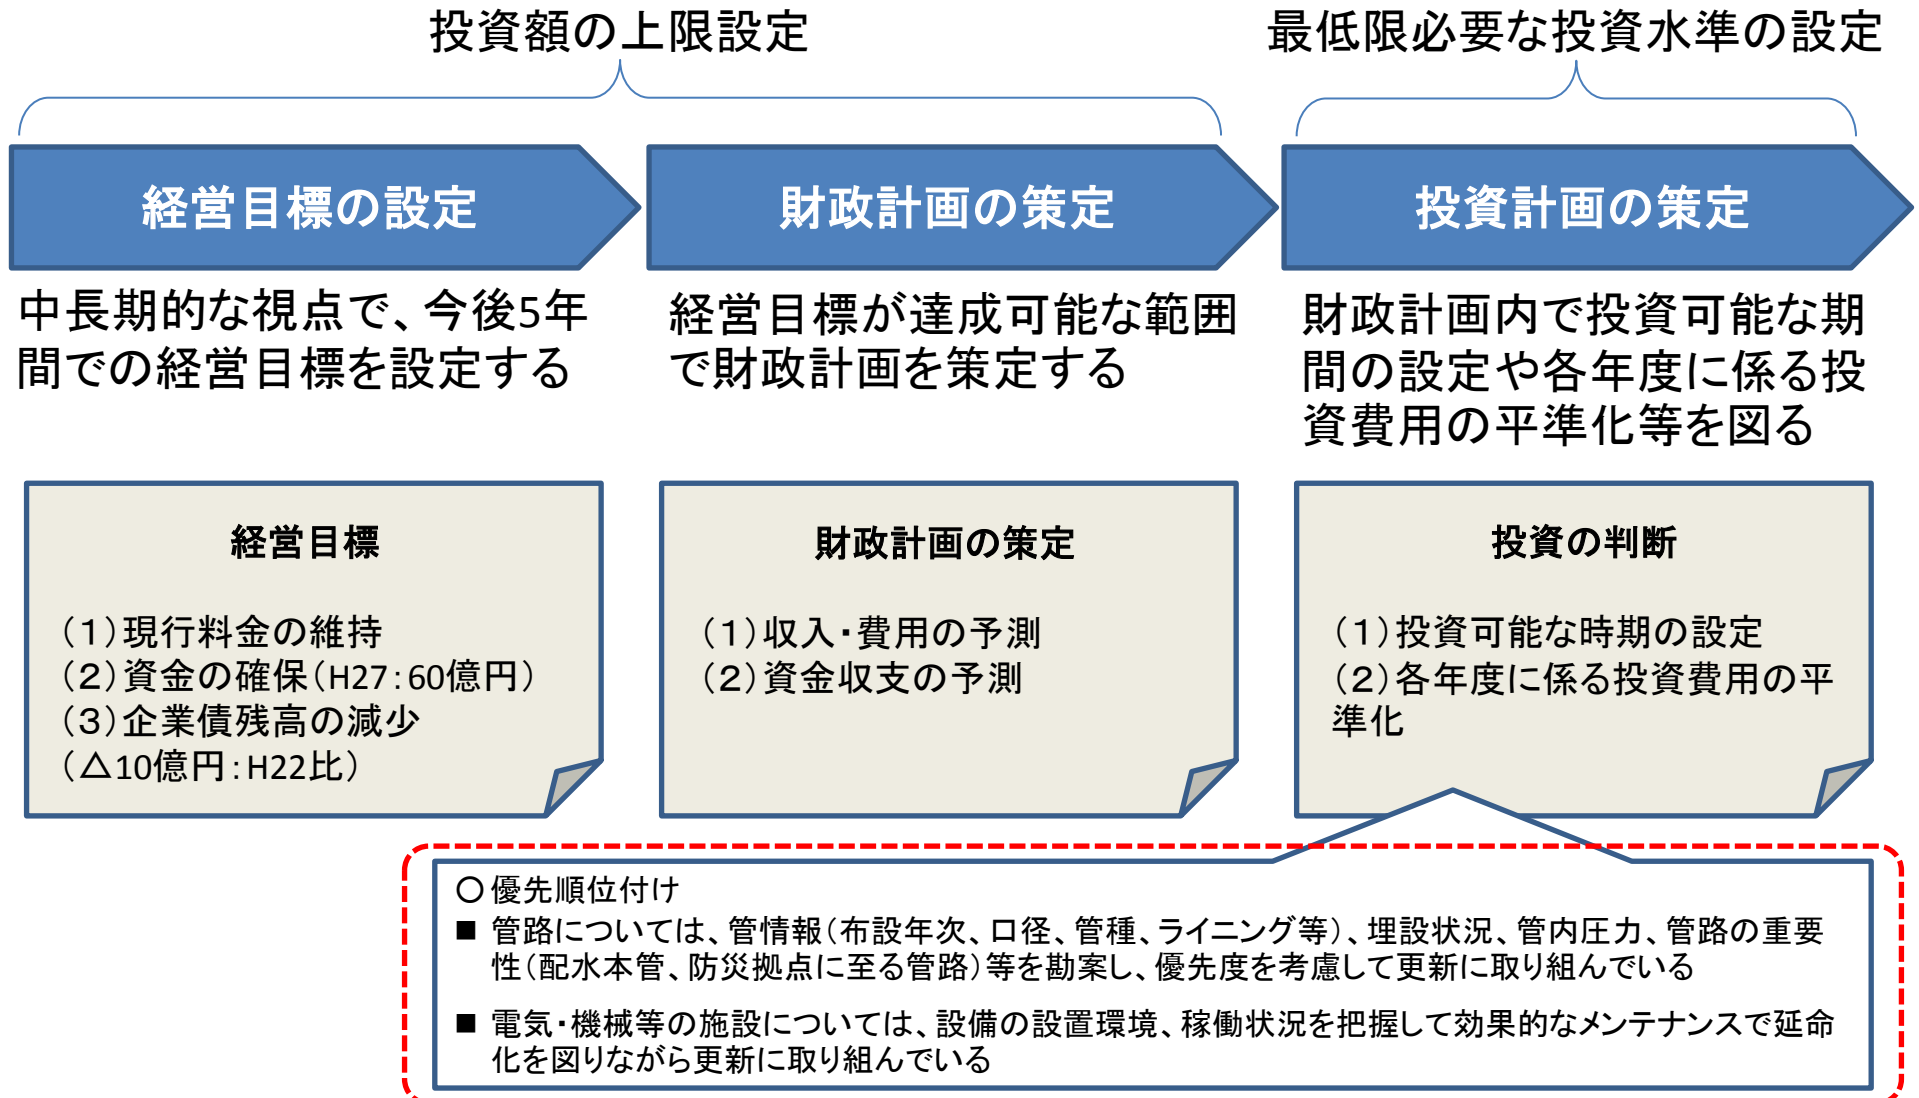 投資額の上限設定
最低限必要な投資水準の設定
経営目標の設定
財政計画の策定
投資計画の策定
中長期的な視点で、今後5年
間での経営目標を設定する
経営目標が達成可能な範囲
で財政計画を策定する
財政計画内で投資可能な期
間の設定や各年度に係る投
資費用の平準化等を図る
経営目標
（１）現行料金の維持
（２）資金の確保（H27：60億円）
（３）企業債残高の減少
（△10億円：H22比）
財政計画の策定
（１）収入・費用の予測
（２）資金収支の予測
投資の判断
（１）投資可能な時期の設定
（２）各年度に係る投資費用の平
準化
○優先順位付け
■ 管路については、管情報（布設年次、口径、管種、ライニング等）、埋設状況、管内圧力、管路の重要
性（配水本管、防災拠点に至る管路）等を勘案し、優先度を考慮して更新に取り組んでいる
■ 電気・機械等の施設については、設備の設置環境、稼働状況を把握して効果的なメンテナンスで延命
化を図りながら更新に取り組んでいる